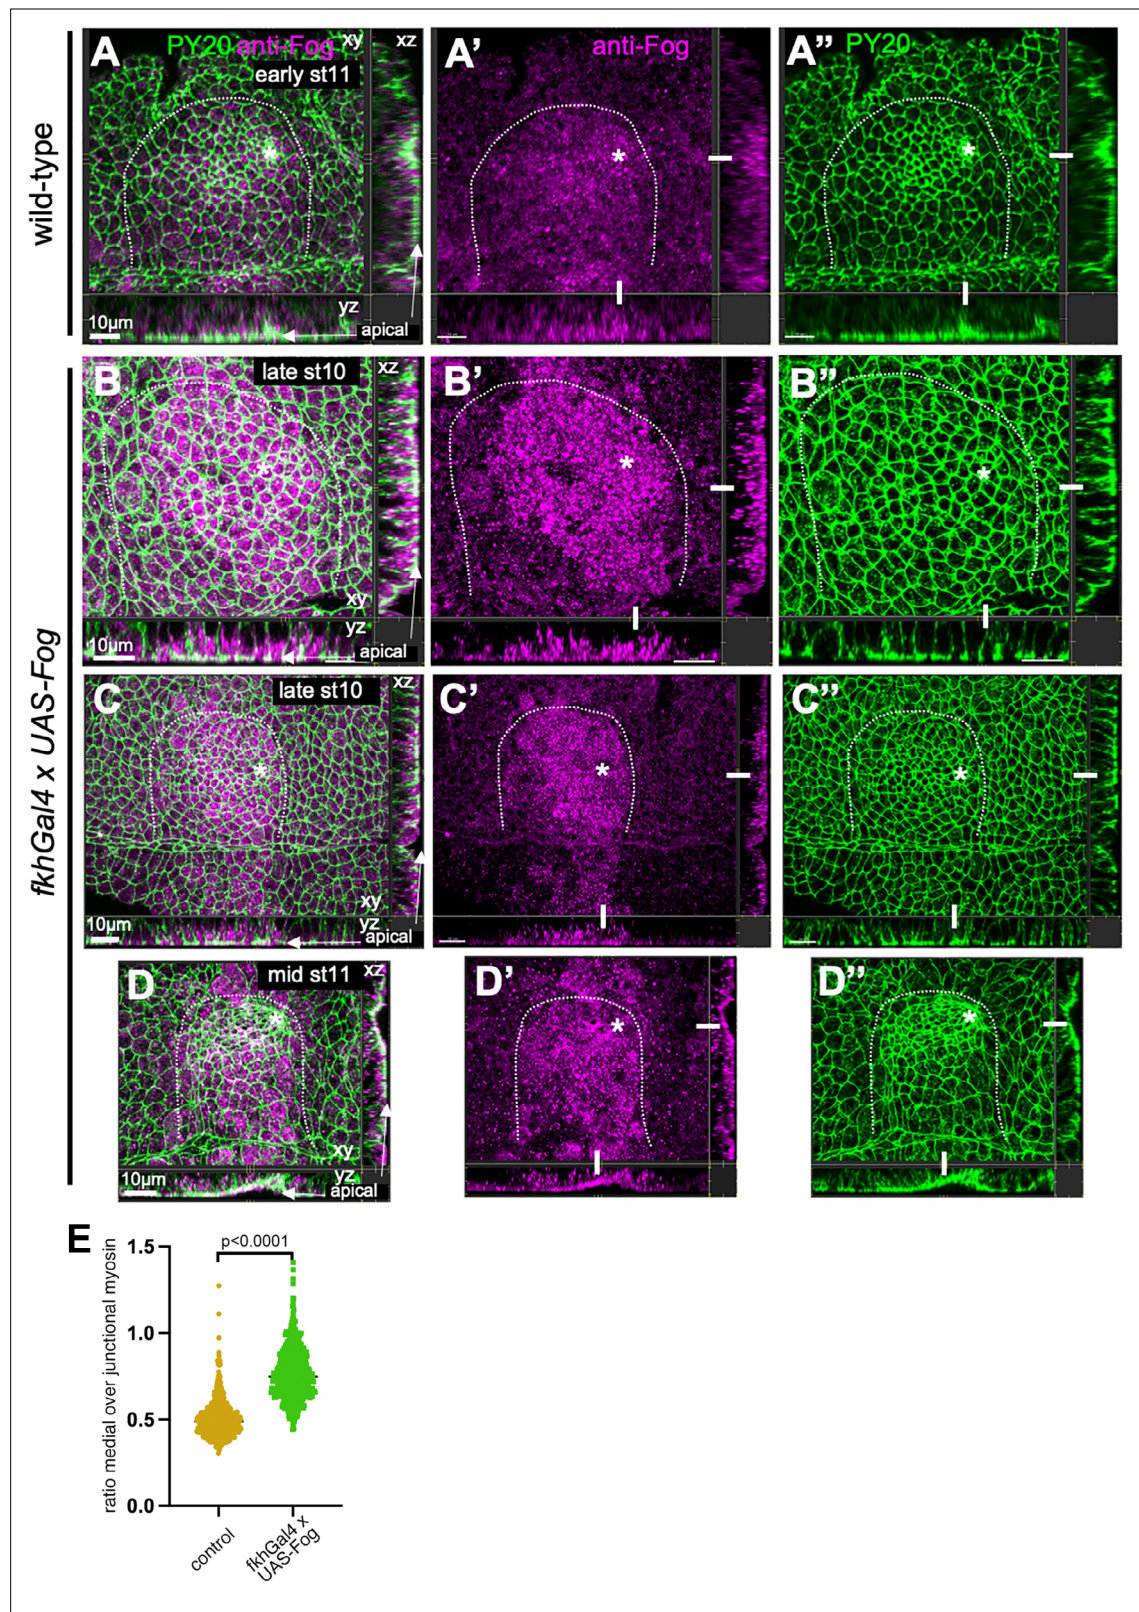 wild-type
A
PY20 anti-Fog
xy
xz
early st11
yz
10µm
apical
*
A’
anti-Fog
*
A’’
PY20
*
fkhGal4 x UAS-Fog
B
late st10
xz
*
xy
yz
10µm
apical
B’
*
B’’
*
C
late st10
xz
*
xy
yz
10µm
apical
C’
*
C’’
*
D
mid st11
xz
*
xy
yz
10µm
apical
D’
*
D’’
*
E
p<0.0001
ratio medial over junctional myosin
1.5
1.0
0.5
0.0
control
fkhGal4 x
UAS-Fog